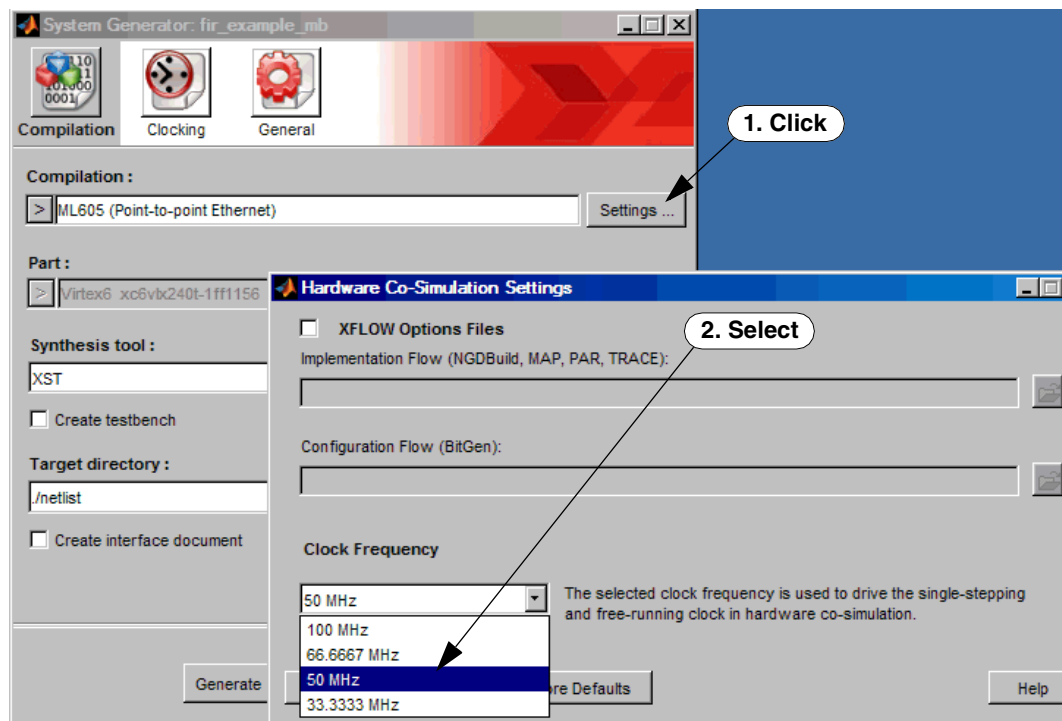 System Generator: fir_example_mb
Compilation
Clocking
General
1. Click
Compilation :
> ML605 (Point-to-point Ethernet)
Settings ...
Part :
> Virtex6 xc6vlx240t-1ff1156
Hardware Co-Simulation Settings
XFLOW Options Files
2. Select
Implementation Flow (NGDBuild, MAP, PAR, TRACE):
Synthesis tool :
XST
Create testbench
Configuration Flow (BitGen):
Target directory :
./netlist
Create interface document
Clock Frequency
50 MHz
The selected clock frequency is used to drive the single-stepping
and free-running clock in hardware co-simulation.
100 MHz
66.6667 MHz
50 MHz
33.3333 MHz
Generate
Defaults
Help